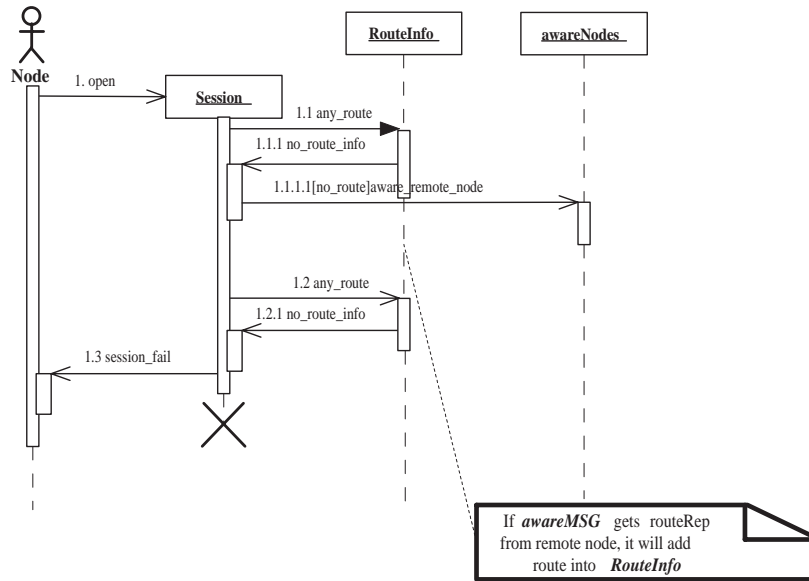 RouteInfo
awareNodes
Node
1. open
Session
1.1 any_route
1.1.1 no_route_info
1.1.1.1[no_route]aware_remote_node
1.2 any_route
1.2.1 no_route_info
1.3 session_fail
If awareMSG gets routeRep
from remote node, it will add
route into RouteInfo